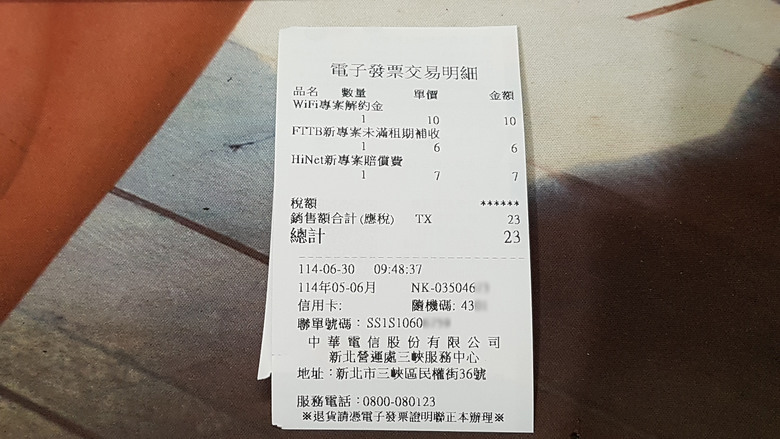 電子發票交易明細
品名 數量 單價 金額
WiFi專案解約金
1 10 10
FTTB新專案未滿租期補收
1 6 6
HiNet新專案賠償費
1 7 7
稅額 ******
銷售額合計(應稅) TX 23
總計 23
114-06-30 09:48:37
114年05-06月 NK-035046
信用卡: 隨機碼: 43
聯單號碼：SS1S1060
中華電信股份有限公司
新北營運處三峽服務中心
地址：新北市三峽區民權街36號
服務電話：0800-080123
※退貨請憑電子發票證明聯正本辦理※